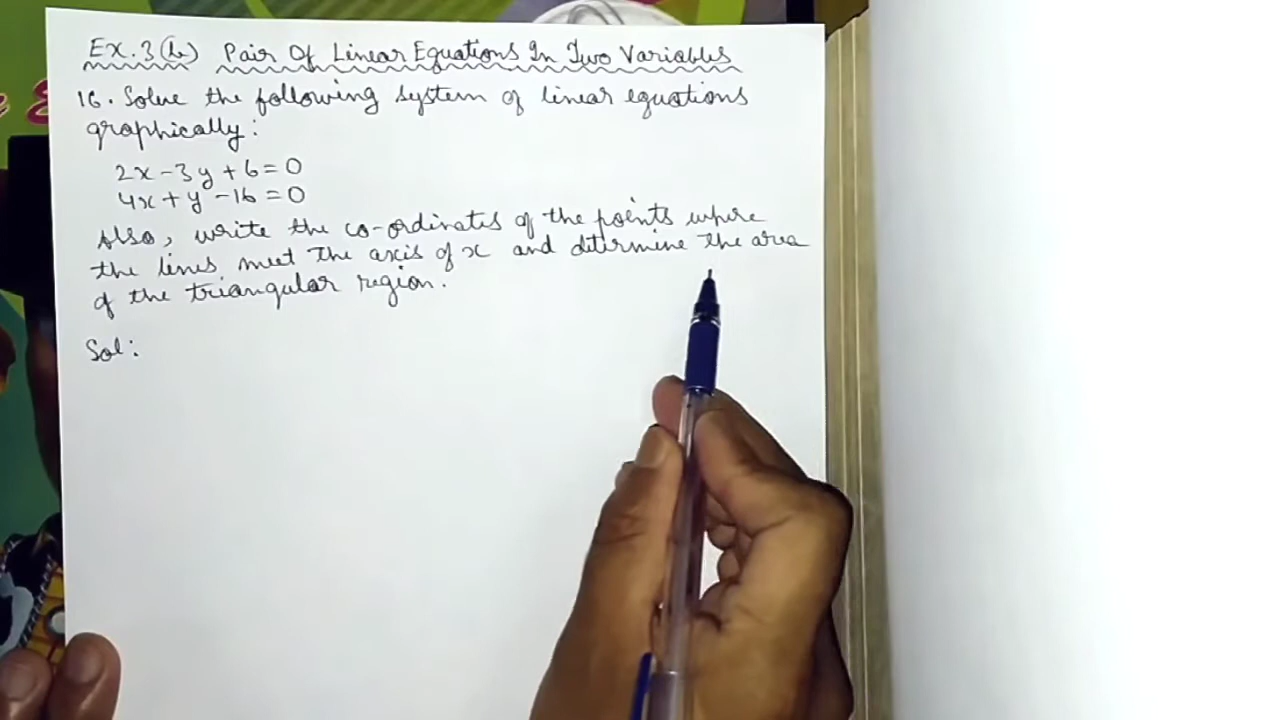 Ex. 3(b) Pair Of Linear Equations In Two Variables
16. Solve the following system of linear equations
graphically:
2x - 3y + 6 = 0
4x + y - 16 = 0
Also, write the co-ordinates of the points where
the lines meet the axis of x and determine the area
of the triangular region.
Sol: